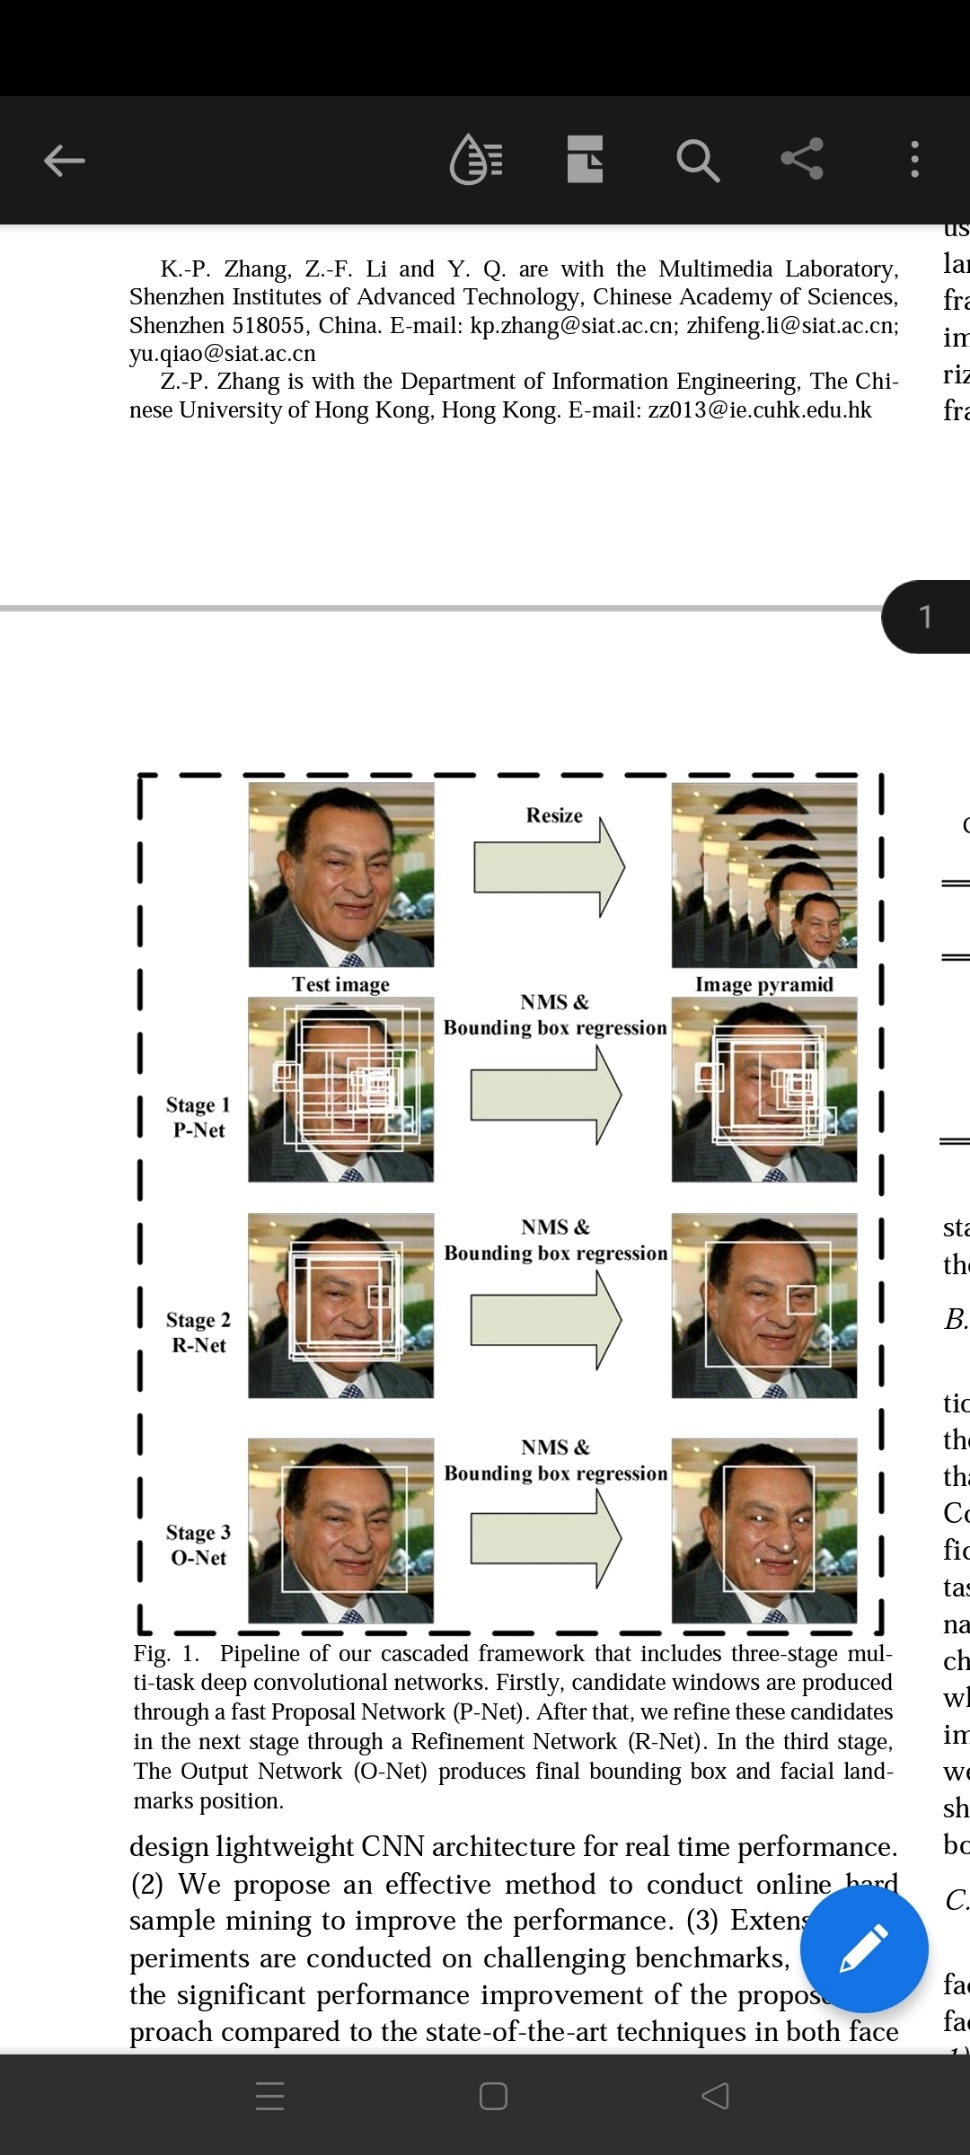 K.-P. Zhang, Z.-F. Li and Y. Q. are with the Multimedia Laboratory,
Shenzhen Institutes of Advanced Technology, Chinese Academy of Sciences,
Shenzhen 518055, China. E-mail: kp.zhang@siat.ac.cn; zhifeng.li@siat.ac.cn;
yu.qiao@siat.ac.cn
Z.-P. Zhang is with the Department of Information Engineering, The Chi-
nese University of Hong Kong, Hong Kong. E-mail: zz013@ie.cuhk.edu.hk
1
Resize
Test image
Image pyramid
NMS &
Bounding box regression
Stage 1
P-Net
NMS &
Bounding box regression
Stage 2
R-Net
NMS &
Bounding box regression
Stage 3
O-Net
Fig. 1. Pipeline of our cascaded framework that includes three-stage mul-
ti-task deep convolutional networks. Firstly, candidate windows are produced
through a fast Proposal Network (P-Net). After that, we refine these candidates
in the next stage through a Refinement Network (R-Net). In the third stage,
The Output Network (O-Net) produces final bounding box and facial land-
marks position.
design lightweight CNN architecture for real time performance.
(2) We propose an effective method to conduct online hard
sample mining to improve the performance. (3)
periments are conducted on challenging benchmarks,
the significant performance improvement of the
proach compared to the state-of-the-art techniques in both face
B.
C.